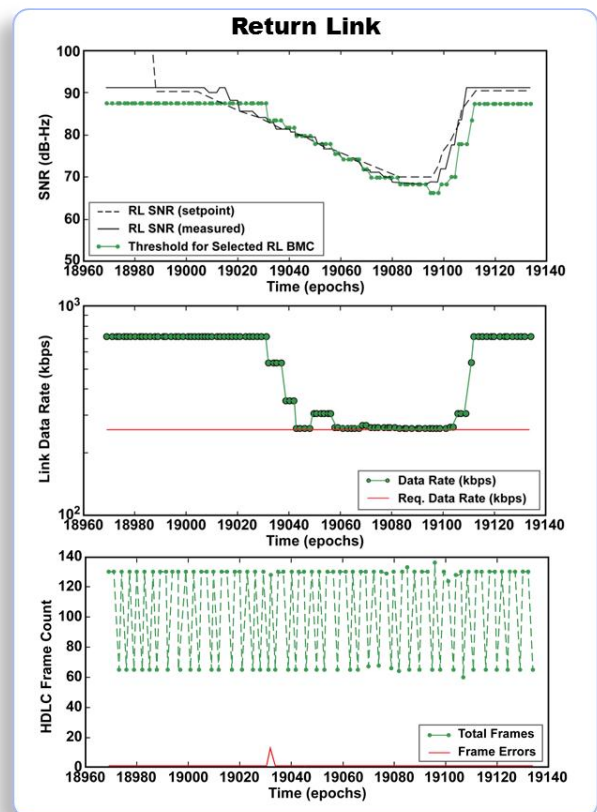 Return Link
100
90
80
70
60
50
SNR (dB-Hz)
RL SNR (setpoint)
RL SNR (measured)
Threshold for Selected RL BMC
18960 18980 19000 19020 19040 19060 19080 19100 19120 19140
Time (epochs)
10³
10²
Link Data Rate (kbps)
Data Rate (kbps)
Req. Data Rate (kbps)
18960 18980 19000 19020 19040 19060 19080 19100 19120 19140
Time (epochs)
140
120
100
80
60
40
20
0
HDLC Frame Count
Total Frames
Frame Errors
18960 18980 19000 19020 19040 19060 19080 19100 19120 19140
Time (epochs)